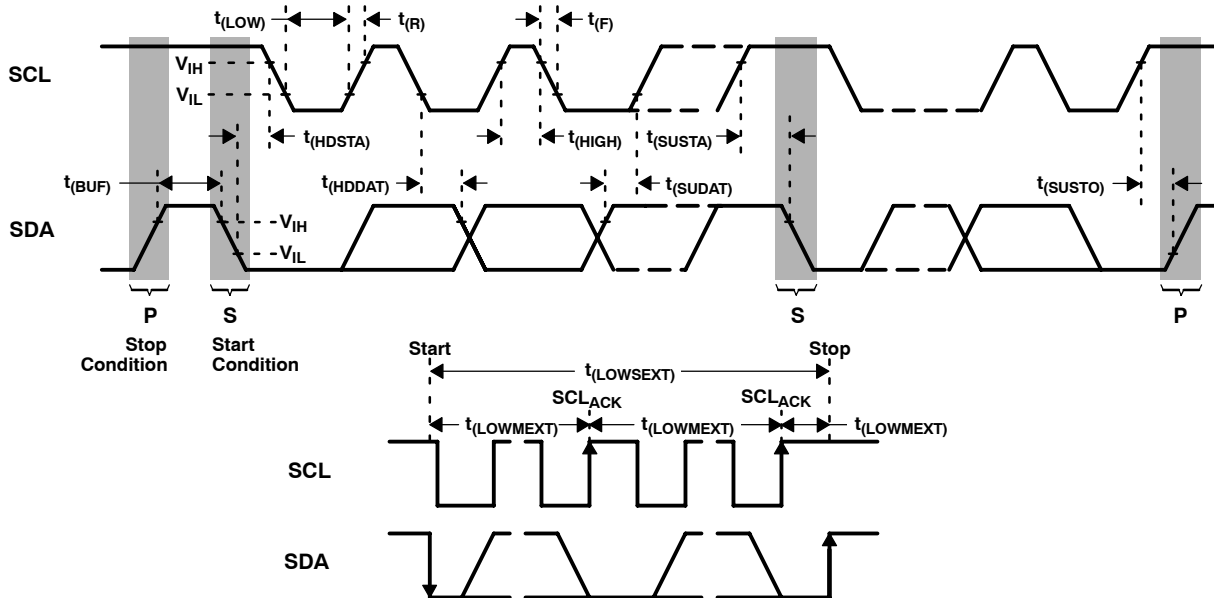 t(LOW) t(R) t(F)
SCL
VIH
VIL
t(HDSTA) t(HIGH) t(SUSTA)
t(BUF) t(HDDAT) t(SUDAT) t(SUSTO)
SDA
VIH
VIL
P S S P
Stop Condition
Start Condition
Start Stop
t(LOWSEXT)
SCLACK SCLACK
t(LOWMEXT) t(LOWMEXT) t(LOWMEXT)
SCL
SDA